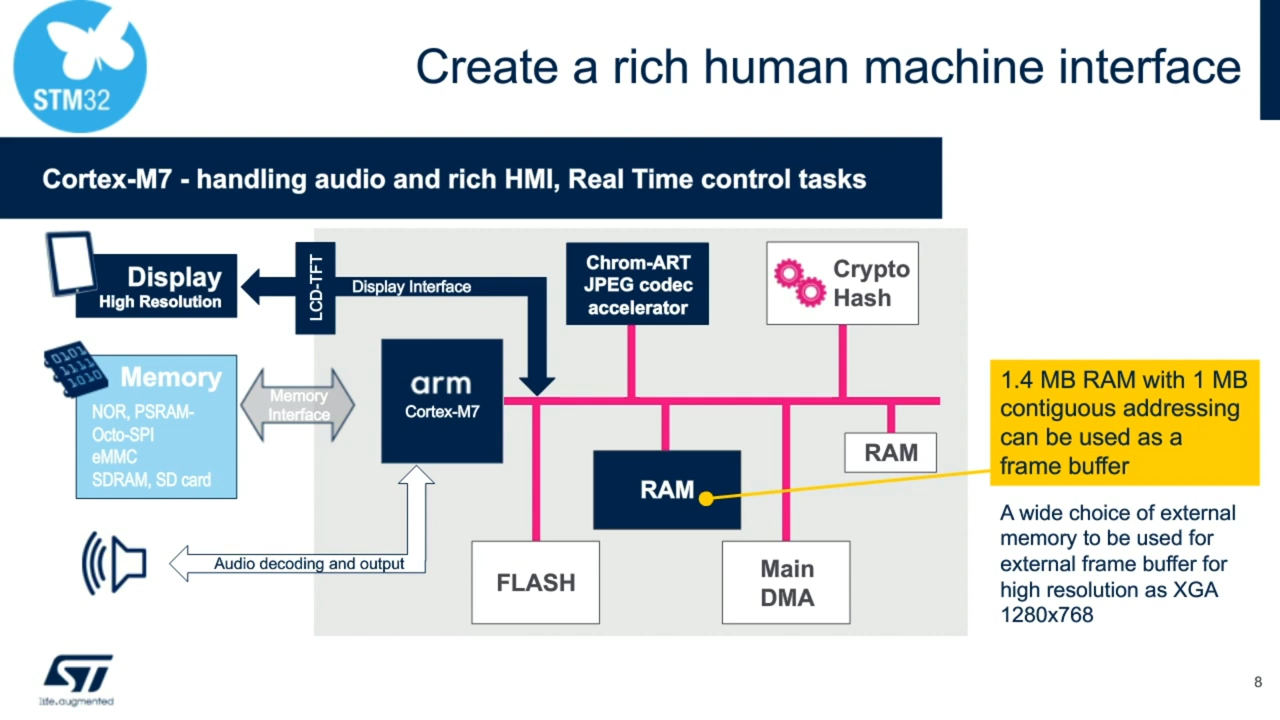 STM32
Create a rich human machine interface
Cortex-M7 - handling audio and rich HMI, Real Time control tasks
Display
High Resolution
LCD-TFT
Display Interface
Chrom-ART
JPEG codec
accelerator
Crypto
Hash
0101
1111
1010
Memory
NOR, PSRAM-
Octo-SPI
eMMC
SDRAM, SD card
Memory
Interface
arm
Cortex-M7
RAM
RAM
1.4 MB RAM with 1 MB
contiguous addressing
can be used as a
frame buffer
A wide choice of external
memory to be used for
external frame buffer for
high resolution as XGA
1280x768
Audio decoding and output
FLASH
Main
DMA
ST
life.augmented
8